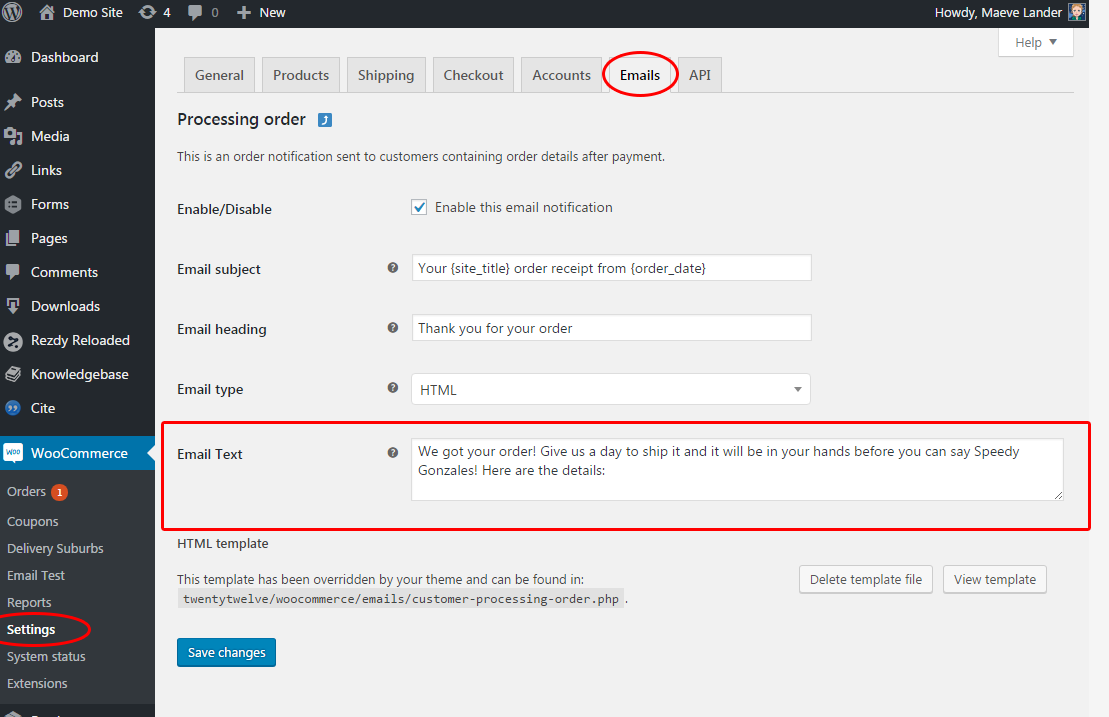 Demo Site 4 0 New Howdy, Maeve Lander
Help
Dashboard
Posts
Media
Links
Forms
Pages
Comments
Downloads
Rezdy Reloaded
Knowledgebase
Cite
WOO WooCommerce
Orders 1
Coupons
Delivery Suburbs
Email Test
Reports
Settings
System status
Extensions
General Products Shipping Checkout Accounts Emails API
Processing order
This is an order notification sent to customers containing order details after payment.
Enable/Disable Enable this email notification
Email subject ? Your {site_title} order receipt from {order_date}
Email heading ? Thank you for your order
Email type ? HTML
Email Text ? We got your order! Give us a day to ship it and it will be in your hands before you can say Speedy
Gonzales! Here are the details:
HTML template
This template has been overridden by your theme and can be found in:
twentytwelve/woocommerce/emails/customer-processing-order.php .
Delete template file View template
Save changes